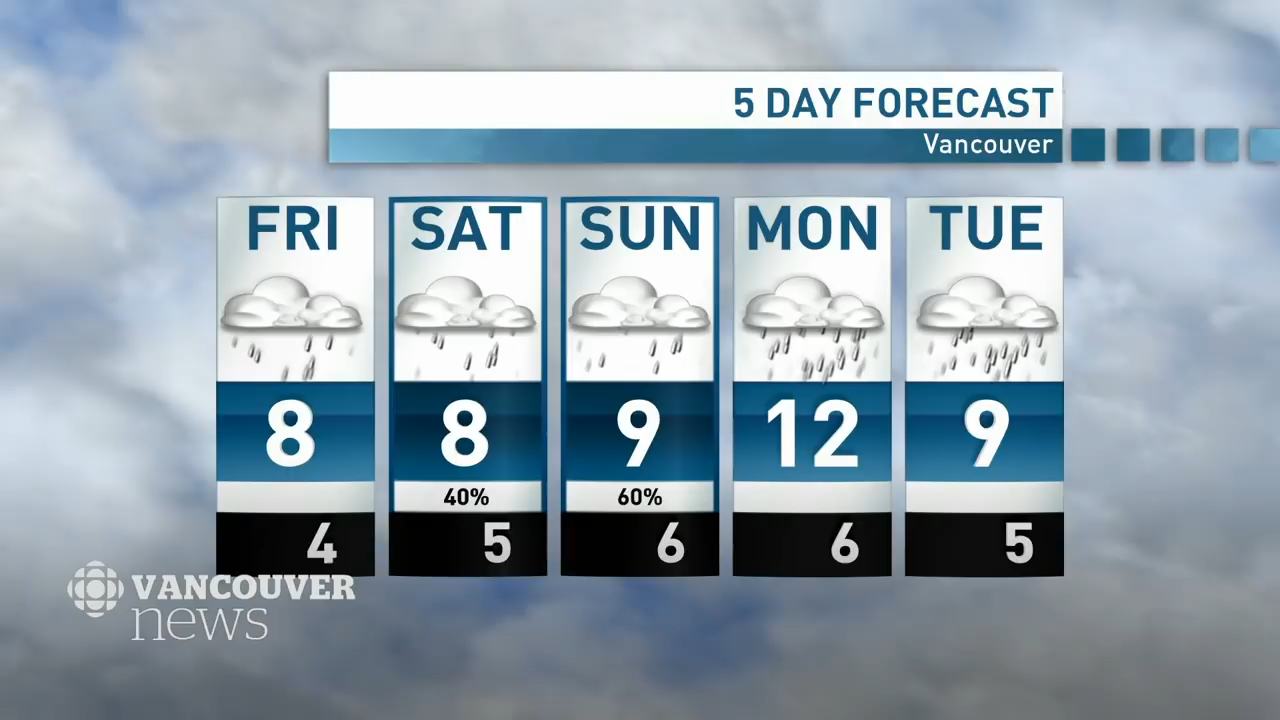 5 DAY FORECAST
Vancouver
FRI SAT SUN MON TUE
8 8 9 12 9
40% 60%
4 5 6 6 5
VANCOUVER
news